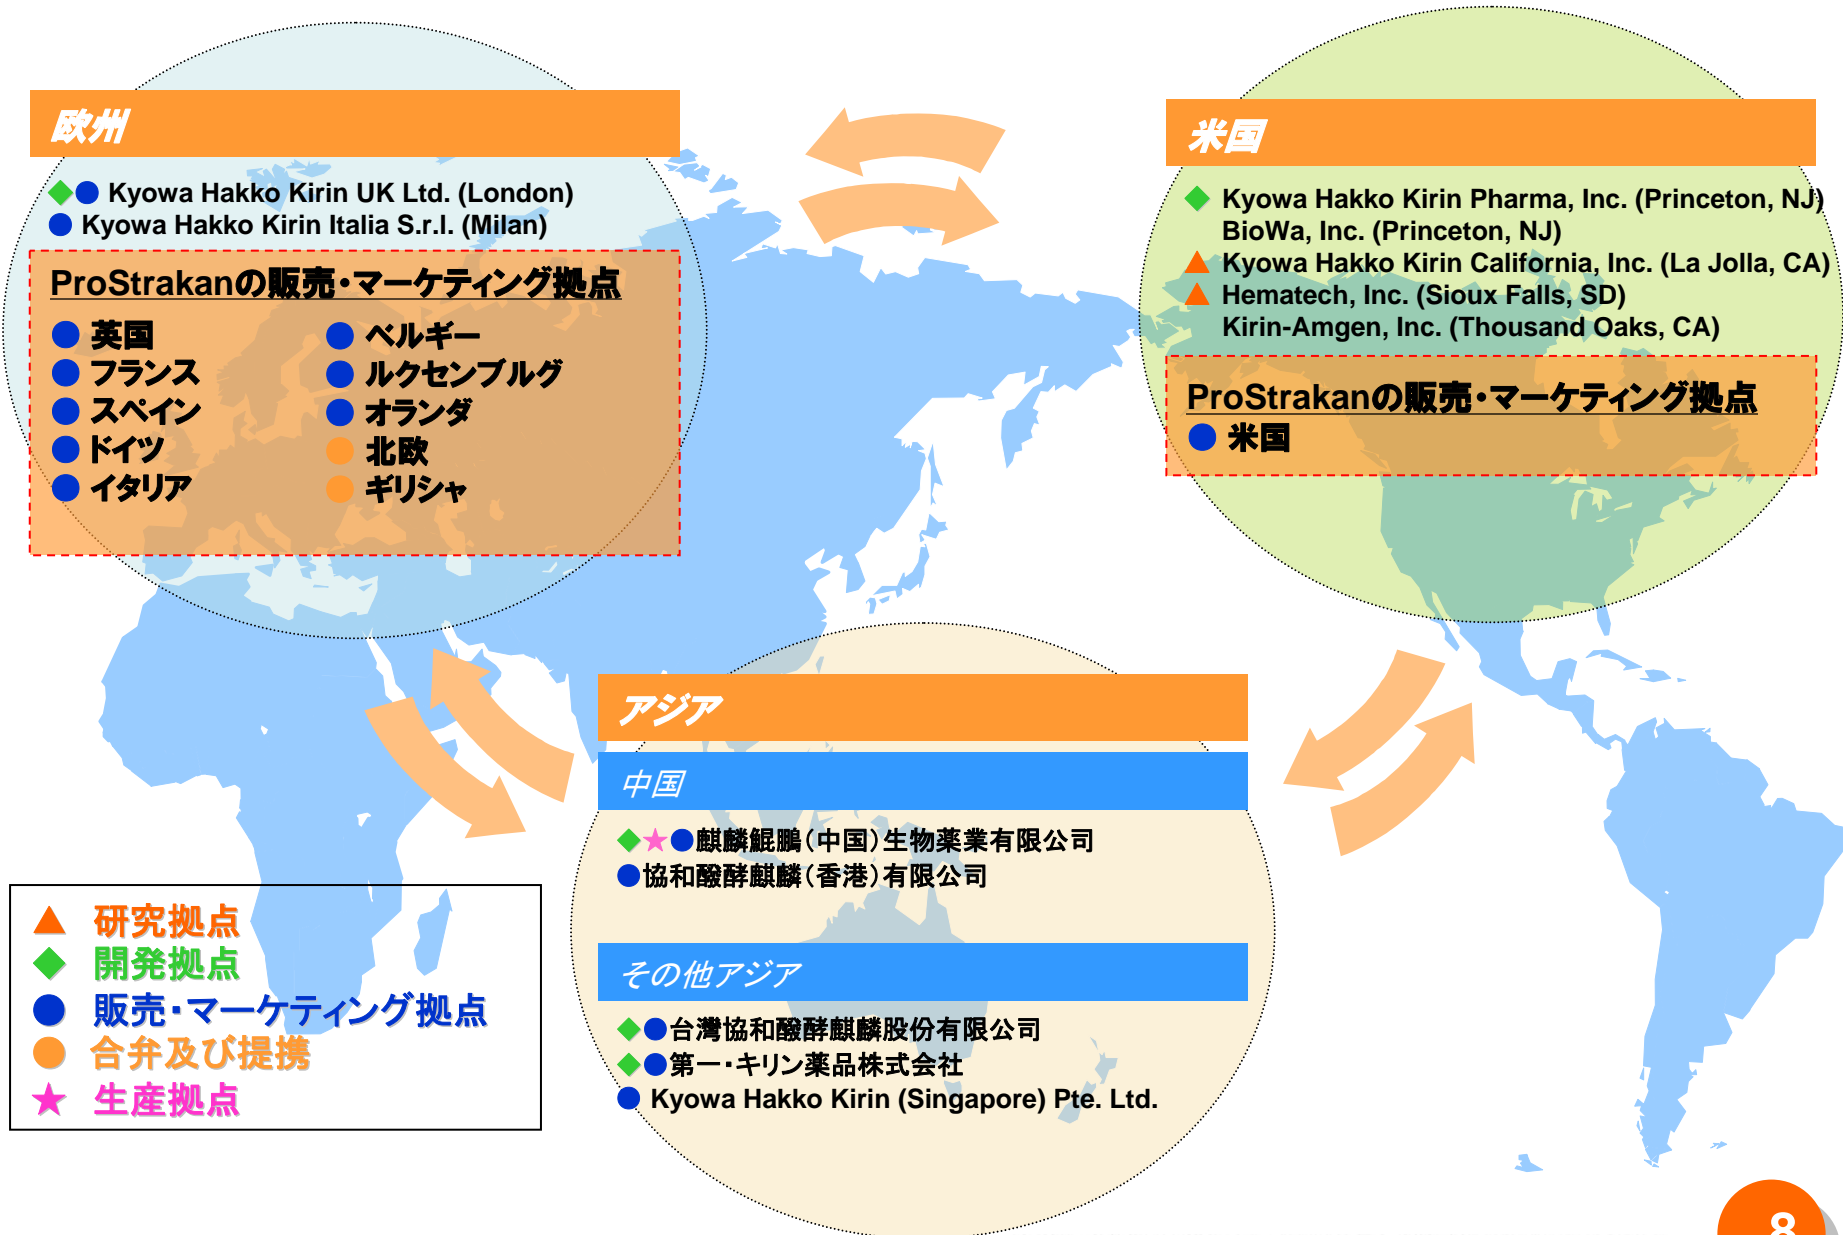 欧州
Kyowa Hakko Kirin UK Ltd. (London)
Kyowa Hakko Kirin Italia S.r.l. (Milan)
ProStrakanの販売・マーケティング拠点
英国
フランス
スペイン
ドイツ
イタリア
ベルギー
ルクセンブルグ
オランダ
北欧
ギリシャ
米国
Kyowa Hakko Kirin Pharma, Inc. (Princeton, NJ)
BioWa, Inc. (Princeton, NJ)
Kyowa Hakko Kirin California, Inc. (La Jolla, CA)
Hematech, Inc. (Sioux Falls, SD)
Kirin-Amgen, Inc. (Thousand Oaks, CA)
ProStrakanの販売・マーケティング拠点
米国
アジア
中国
麒麟鯤鵬（中国）生物薬業有限公司
協和醱酵麒麟（香港）有限公司
その他アジア
台灣協和醱酵麒麟股份有限公司
第一・キリン薬品株式会社
Kyowa Hakko Kirin (Singapore) Pte. Ltd.
研究拠点
開発拠点
販売・マーケティング拠点
合弁及び提携
生産拠点
8